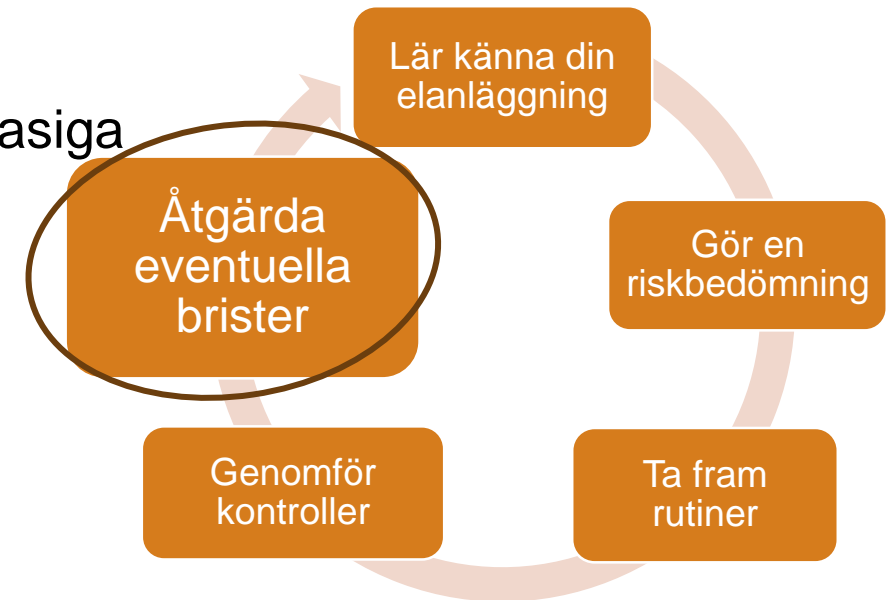 asiga
Lär känna din
elanläggning
Gör en
riskbedömning
Ta fram
rutiner
Genomför
kontroller
Åtgärda
eventuella
brister